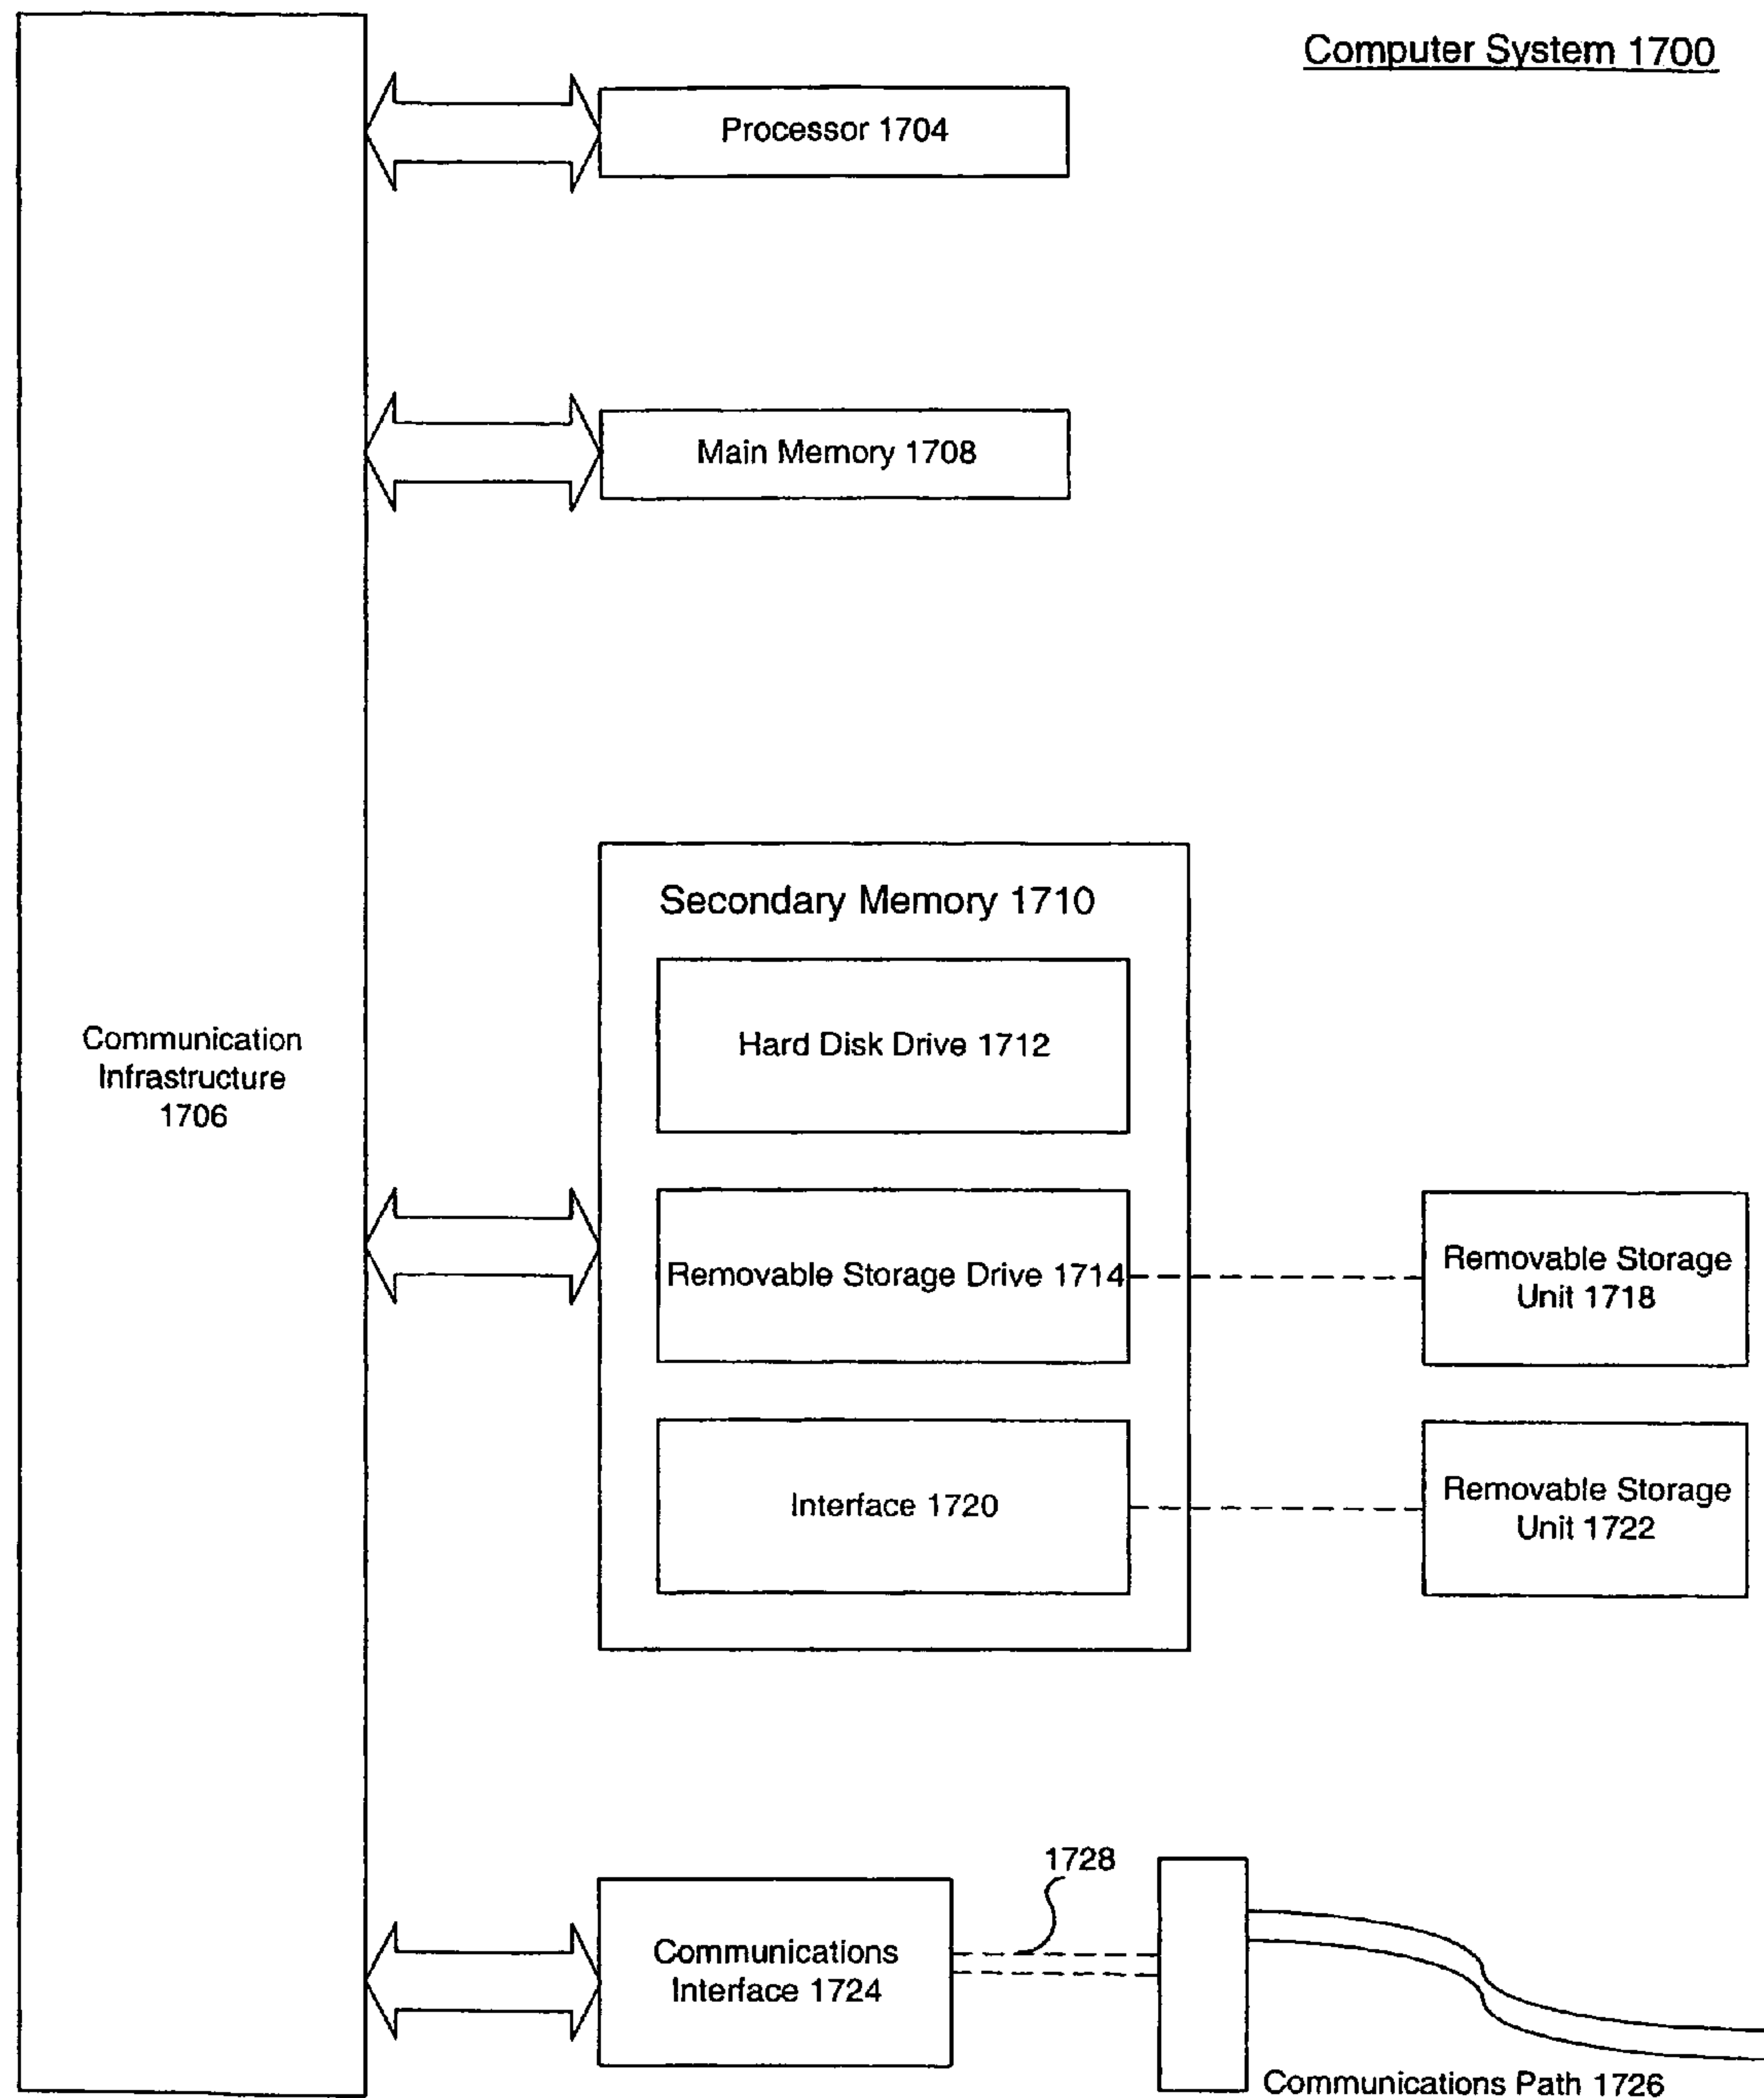 Computer System 1700
Processor 1704
Main Memory 1708
Secondary Memory 1710
Hard Disk Drive 1712
Communication
Infrastructure
1706
Removable Storage Drive 1714
Removable Storage
Unit 1718
Interface 1720
Removable Storage
Unit 1722
1728
Communications
Interface 1724
Communications Path 1726